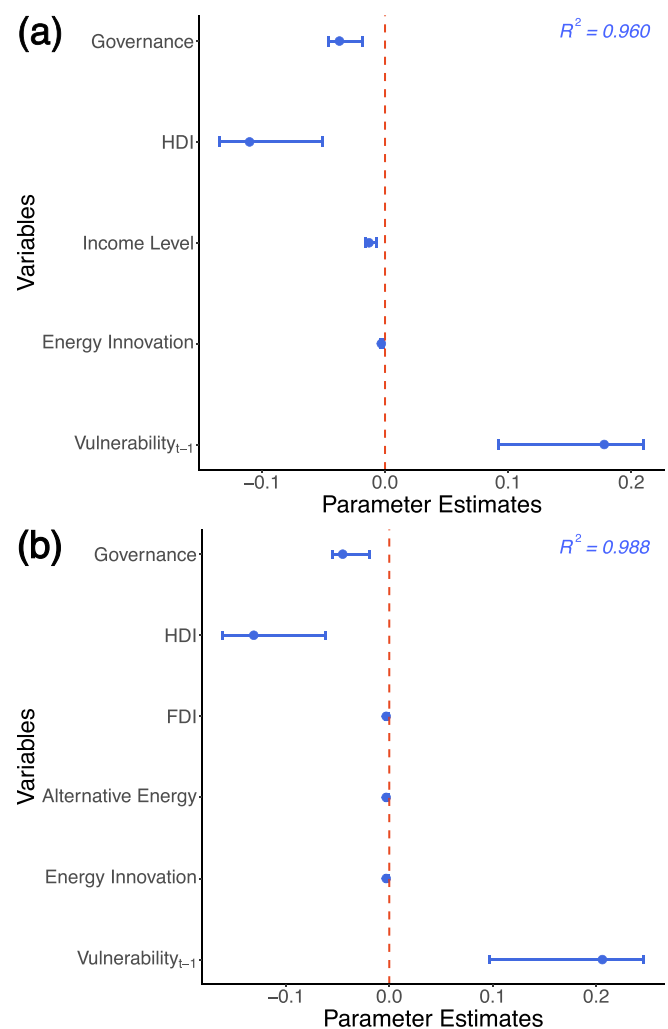 (a)
R² = 0.960
Governance
HDI
Income Level
Energy Innovation
Vulnerabilityₜ₋₁
Variables
−0.1 0.0 0.1 0.2
Parameter Estimates
(b)
R² = 0.988
Governance
HDI
FDI
Alternative Energy
Energy Innovation
Vulnerabilityₜ₋₁
Variables
−0.1 0.0 0.1 0.2
Parameter Estimates